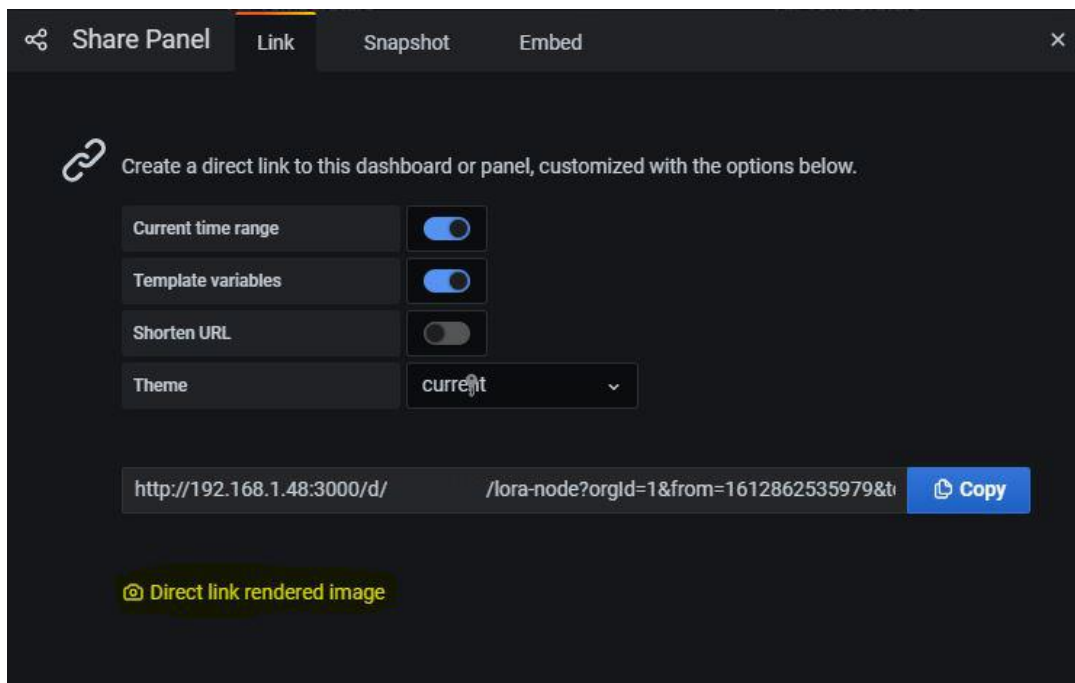 Share Panel Link Snapshot Embed
Create a direct link to this dashboard or panel, customized with the options below.
Current time range
Template variables
Shorten URL
Theme current
http://192.168.1.48:3000/d/ /lora-node?orgId=1&from=1612862535979&t
Copy
Direct link rendered image